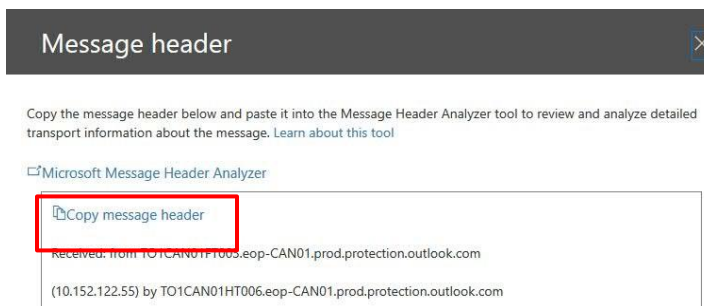 Message header
Copy the message header below and paste it into the Message Header Analyzer tool to review and analyze detailed
transport information about the message. Learn about this tool
Microsoft Message Header Analyzer
Copy message header
Received: from TO1CAN01FT003.eop-CAN01.prod.protection.outlook.com
(10.152.122.55) by TO1CAN01HT006.eop-CAN01.prod.protection.outlook.com